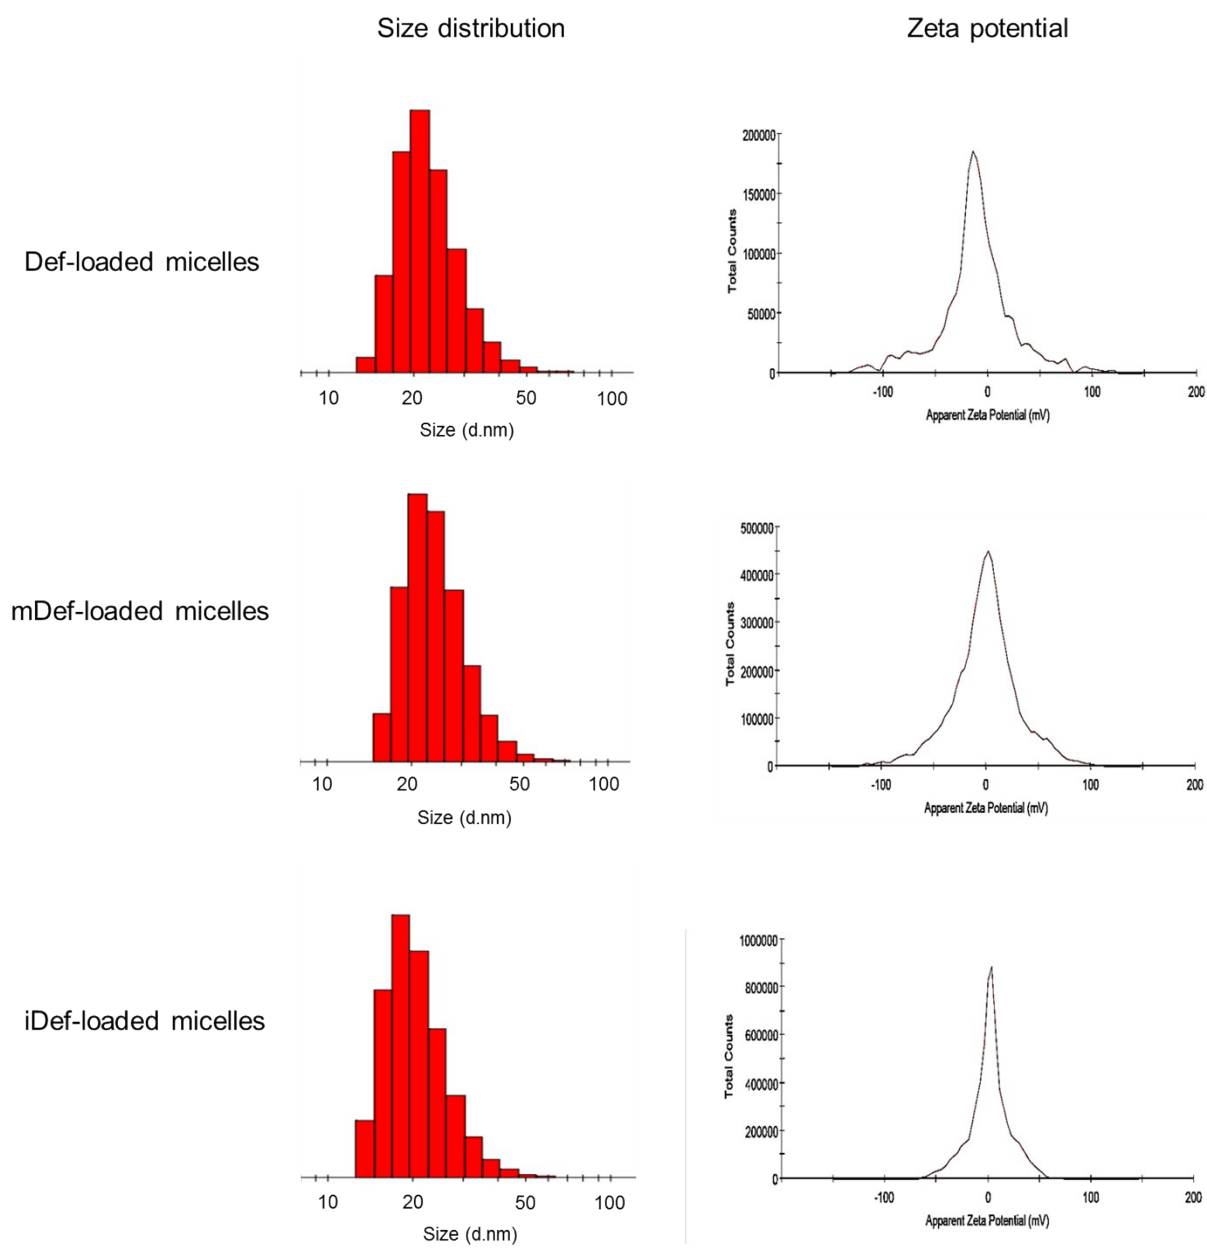 Size distribution
Zeta potential
Def-loaded micelles
10 20 50 100
Size (d.nm)
200000
150000
100000
50000
0
Total Counts
-100 0 100 200
Apparent Zeta Potential (mV)
mDef-loaded micelles
10 20 50 100
Size (d.nm)
500000
400000
300000
200000
100000
0
Total Counts
-100 0 100 200
Apparent Zeta Potential (mV)
iDef-loaded micelles
10 20 50 100
Size (d.nm)
1000000
800000
600000
400000
200000
0
Total Counts
-100 0 100 200
Apparent Zeta Potential (mV)